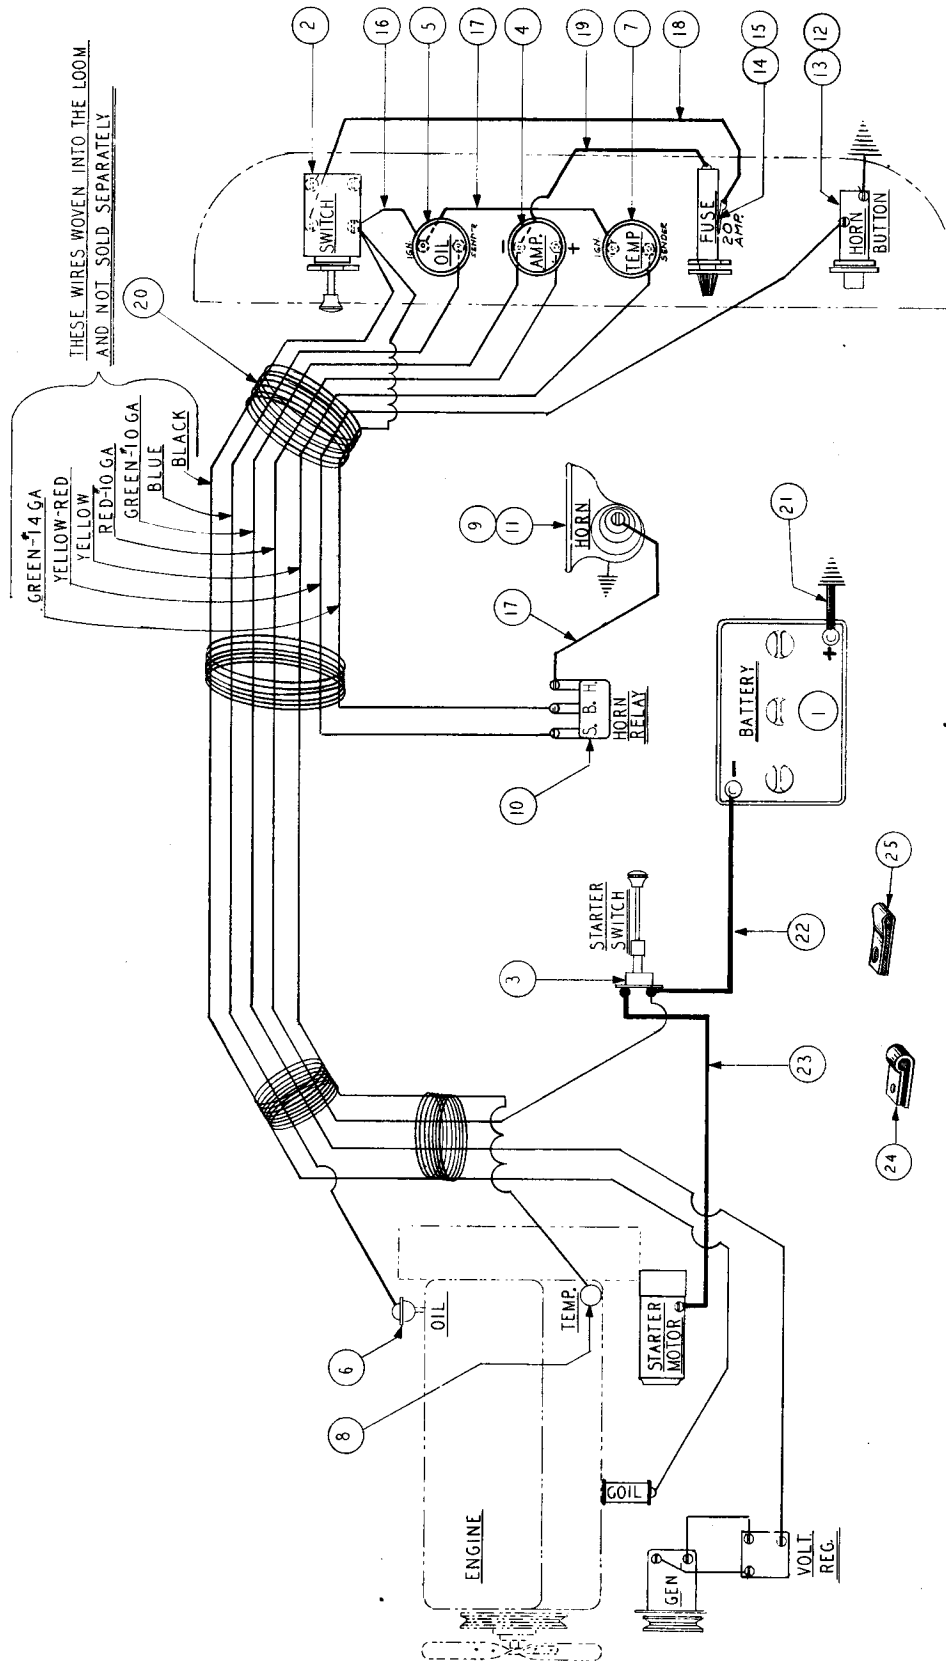 THESE WIRES WOVEN INTO THE LOOM
AND NOT SOLD SEPARATELY
GREEN-#14 GA
YELLOW-RED
YELLOW
RED-#10 GA
GREEN-#10 GA
BLUE
BLACK
20
2
16
5
17
4
19
7
18
15
14
12
13
SWITCH
IGN.
OIL
SENDER
-
AMP.
+
IGN.
TEMP
SENDER
FUSE
20
AMP.
HORN
BUTTON
9
11
HORN
17
S. B. H.
HORN
RELAY
10
21
BATTERY
+
-
1
STARTER
SWITCH
3
22
23
25
24
6
OIL
8
TEMP.
ENGINE
STARTER
MOTOR
COIL
GEN
VOLT.
REG.